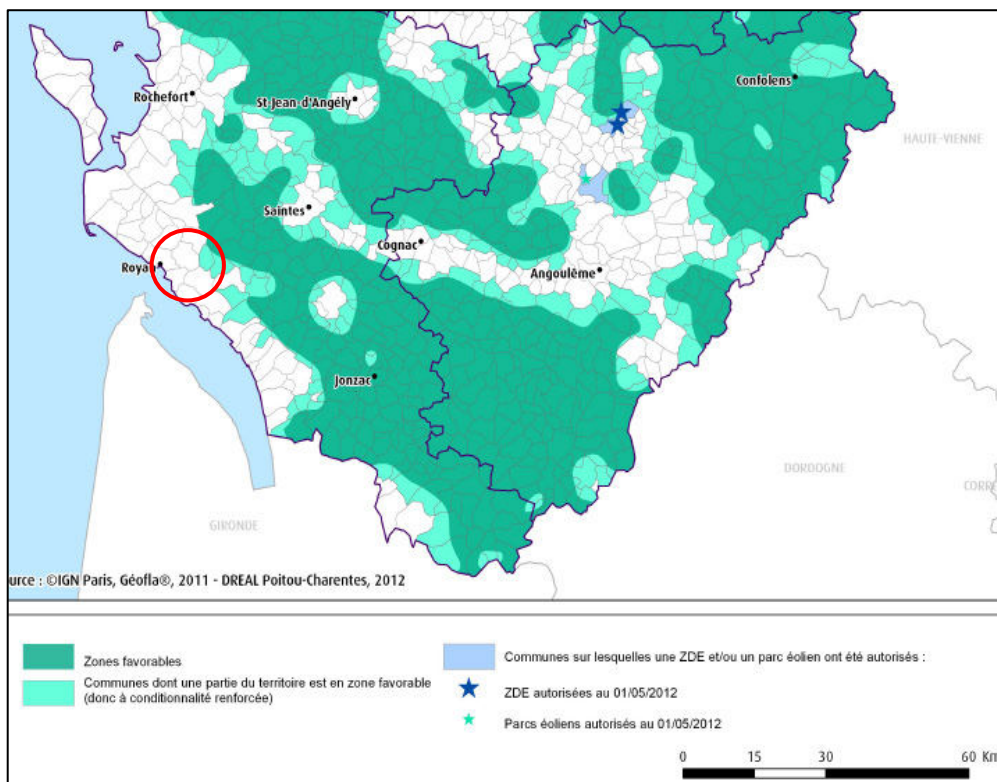 Confolens
Rochefort
St-Jean-d'Angély
HAUTE-VIENNE
Saintes
Cognac
Royan
Angoulême
Jonzac
DORDOGNE
CORRE
GIRONDE
urce : ©IGN Paris, Géofla®, 2011 - DREAL Poitou-Charentes, 2012
Zones favorables
Communes dont une partie du territoire est en zone favorable
(donc à conditionnalité renforcée)
Communes sur lesquelles une ZDE et/ou un parc éolien ont été autorisés :
ZDE autorisées au 01/05/2012
Parcs éoliens autorisés au 01/05/2012
0 15 30 60 Km